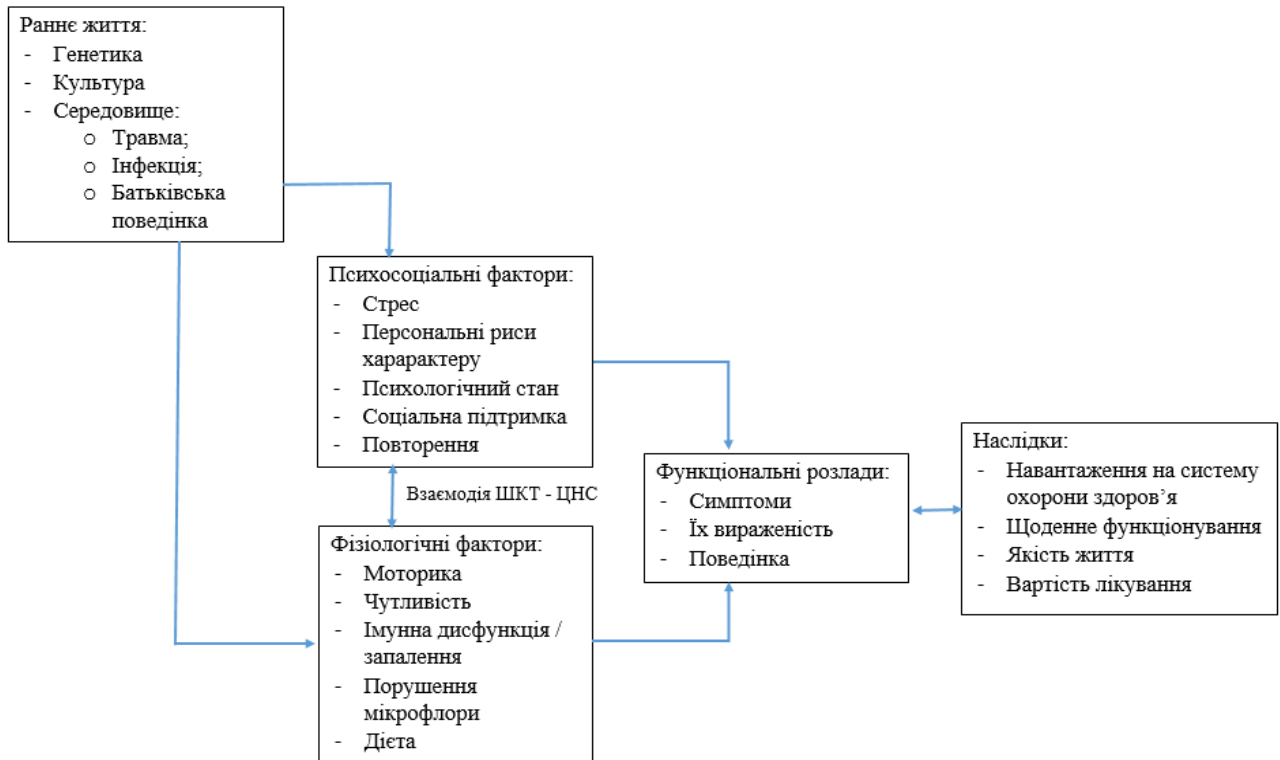 Раннє життя:
- Генетика
- Культура
- Середовище:
o Травма;
o Інфекція;
o Батьківська
поведінка
Психосоціальні фактори:
- Стрес
- Персональні риси
харарактеру
- Психологічний стан
- Соціальна підтримка
- Повторення
Взаємодія ШКТ - ЦНС
Фізіологічні фактори:
- Моторика
- Чутливість
- Імунна дисфункція /
запалення
- Порушення
мікрофлори
- Дієта
Функціональні розлади:
- Симптоми
- Їх вираженість
- Поведінка
Наслідки:
- Навантаження на систему
охорони здоров’я
- Щоденне функціонування
- Якість життя
- Вартість лікування